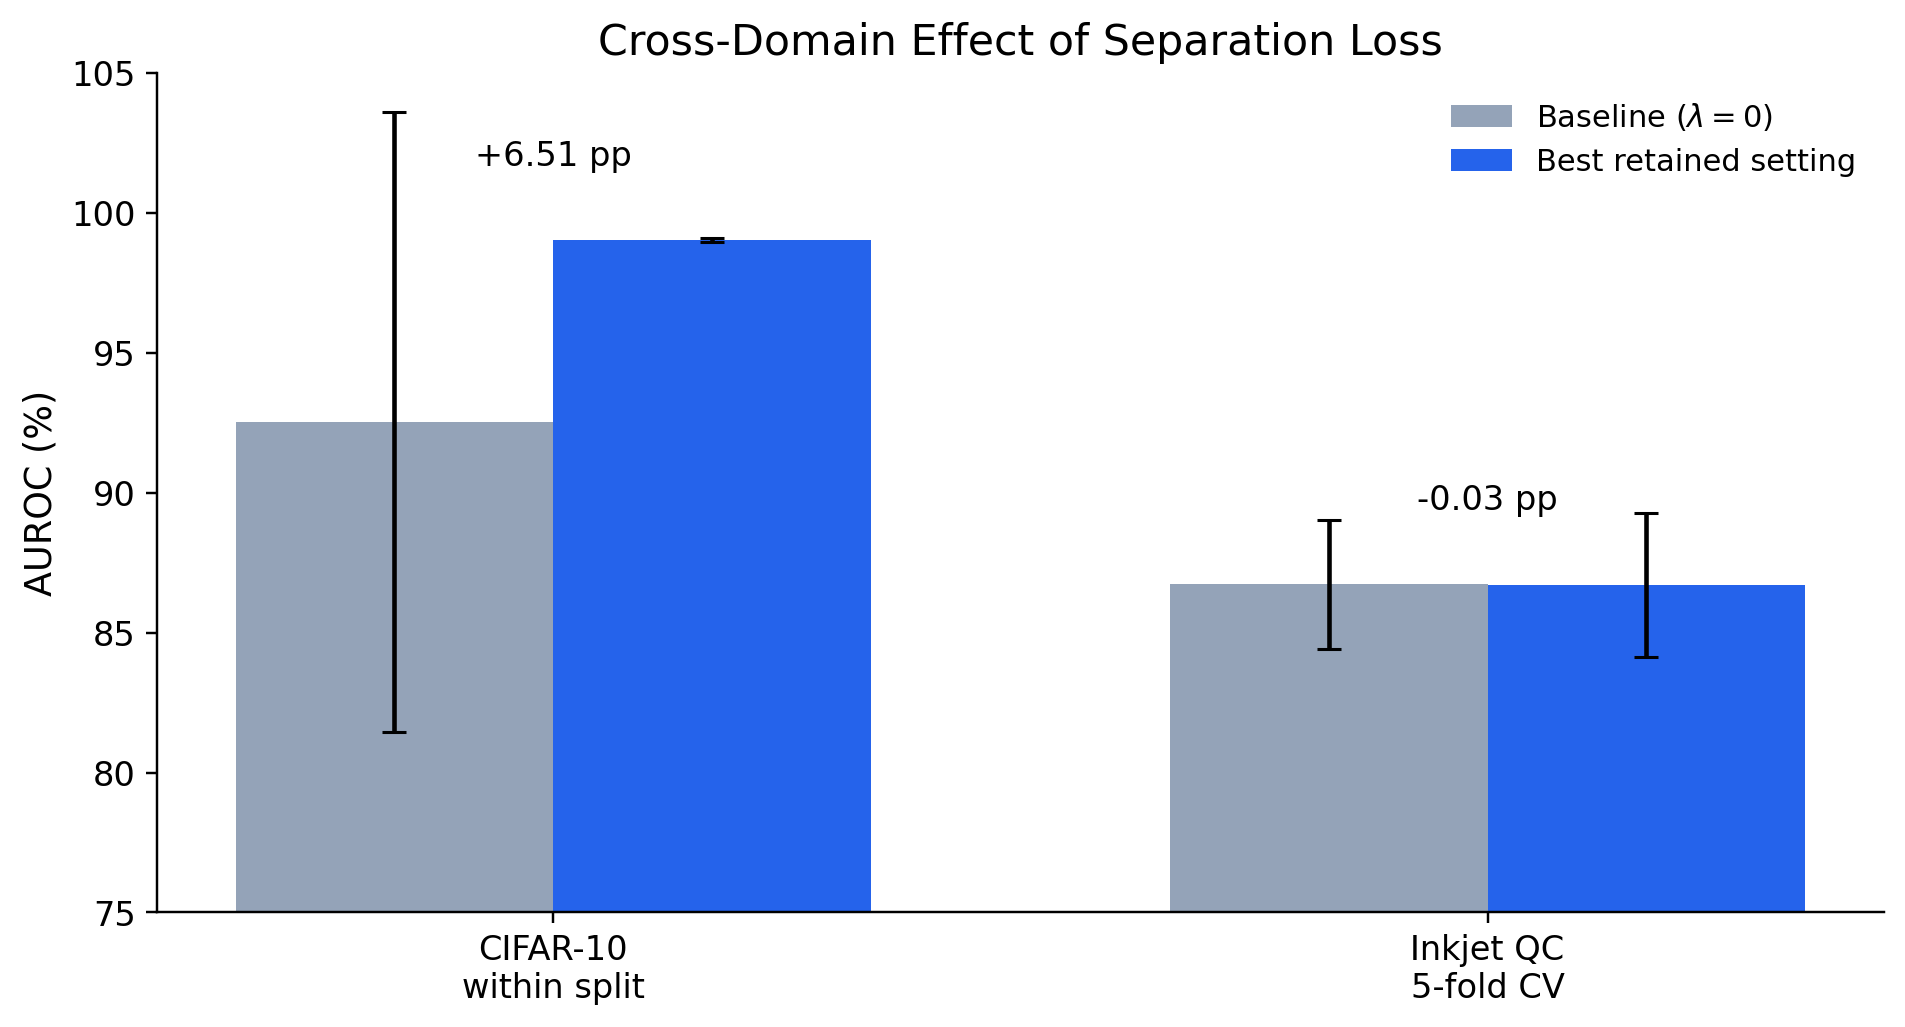 Cross-Domain Effect of Separation Loss
105
100
95
90
85
80
75
AUROC (%)
+6.51 pp
-0.03 pp
Baseline (λ = 0)
Best retained setting
CIFAR-10
within split
Inkjet QC
5-fold CV